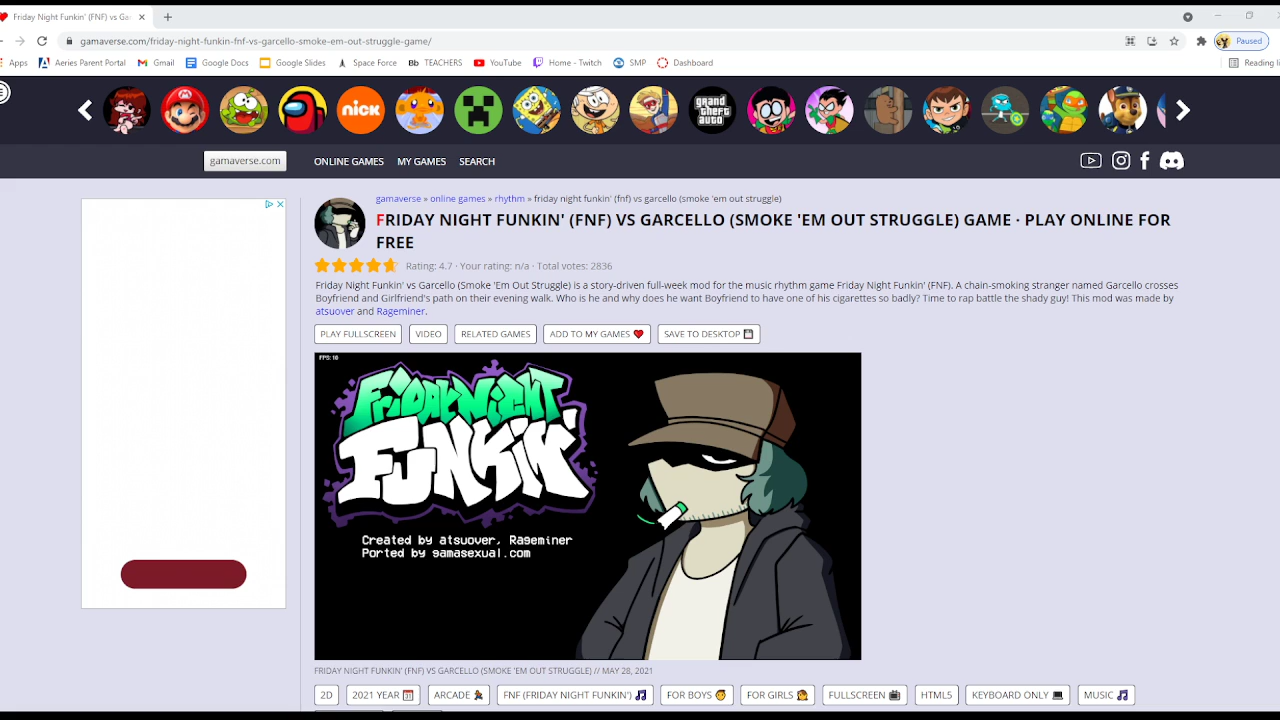 Friday Night Funkin' (FNF) vs Ga
gamaverse.com/friday-night-funkin-fnf-vs-garcello-smoke-em-out-struggle-game/
Paused
Apps Aeries Parent Portal Gmail Google Docs Google Slides Space Force Bb TEACHERS YouTube Home - Twitch SMP Dashboard Reading li
nick
grand
theft
auto
gamaverse.com ONLINE GAMES MY GAMES SEARCH
gamaverse » online games » rhythm » friday night funkin' (fnf) vs garcello (smoke 'em out struggle)
FRIDAY NIGHT FUNKIN' (FNF) VS GARCELLO (SMOKE 'EM OUT STRUGGLE) GAME · PLAY ONLINE FOR
FREE
Rating: 4.7 · Your rating: n/a · Total votes: 2836
Friday Night Funkin' vs Garcello (Smoke 'Em Out Struggle) is a story-driven full-week mod for the music rhythm game Friday Night Funkin' (FNF). A chain-smoking stranger named Garcello crosses
Boyfriend and Girlfriend's path on their evening walk. Who is he and why does he want Boyfriend to have one of his cigarettes so badly? Time to rap battle the shady guy! This mod was made by
atsuover and Rageminer.
PLAY FULLSCREEN VIDEO RELATED GAMES ADD TO MY GAMES SAVE TO DESKTOP
FPS: 16
FRIDAY NIGHT
FUNKIN'
Created by atsuover, Rageminer
Ported by gamasexual.com
FRIDAY NIGHT FUNKIN' (FNF) VS GARCELLO (SMOKE 'EM OUT STRUGGLE) // MAY 28, 2021
2D 2021 YEAR ARCADE FNF (FRIDAY NIGHT FUNKIN') FOR BOYS FOR GIRLS FULLSCREEN HTML5 KEYBOARD ONLY MUSIC